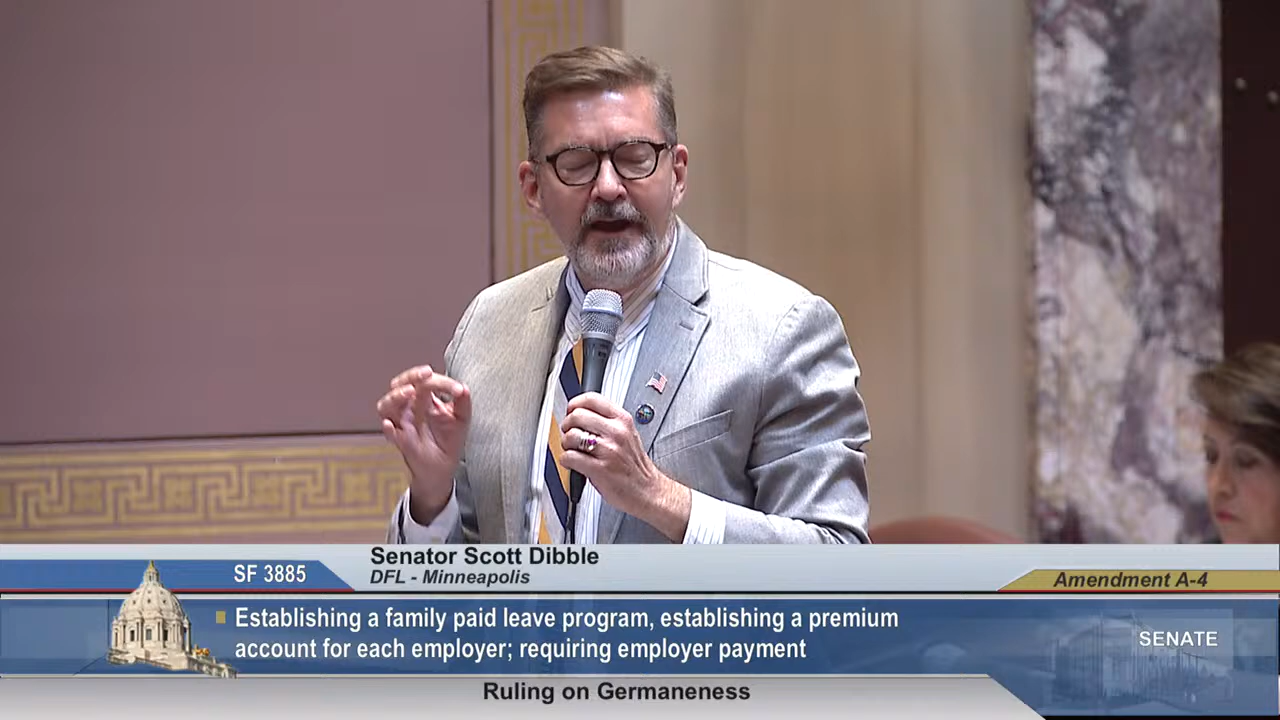 Senator Scott Dibble
DFL - Minneapolis
SF 3885
Amendment A-4
Establishing a family paid leave program, establishing a premium
account for each employer; requiring employer payment
SENATE
Ruling on Germaneness